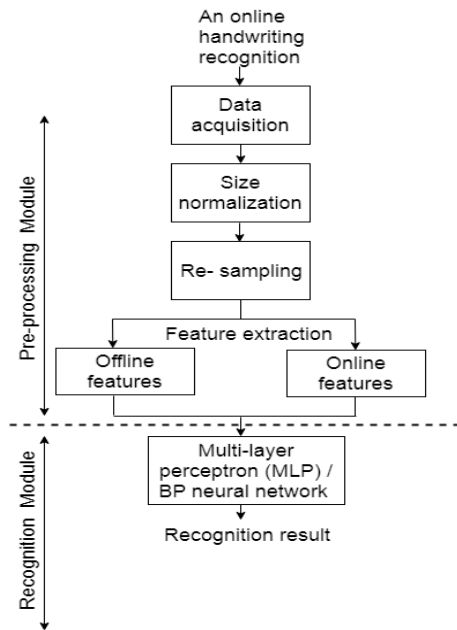 An online
handwriting
recognition
Data
acquisition
Size
normalization
Re- sampling
Feature extraction
Offline
features
Online
features
Pre-processing Module
Multi-layer
perceptron (MLP) /
BP neural network
Recognition result
Recognition Module